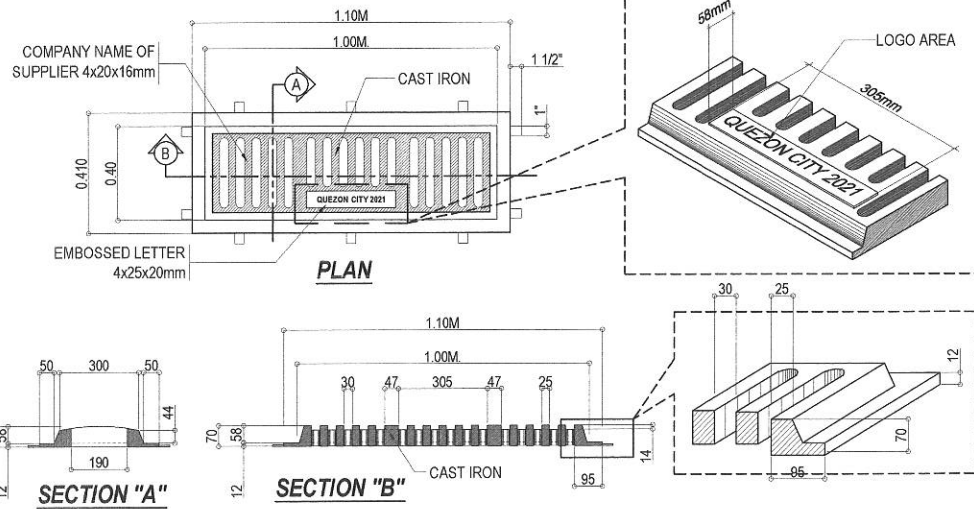 1.10M
1.00M.
COMPANY NAME OF
SUPPLIER 4x20x16mm
A
CAST IRON
1 1/2"
1"
B
0.410
0.40
QUEZON CITY 2021
EMBOSSED LETTER
4x25x20mm
PLAN
58mm
LOGO AREA
305mm
QUEZON CITY 2021
50
300
50
44
58
12
190
SECTION "A"
1.10M
1.00M.
30
47
305
47
25
70
58
12
14
95
CAST IRON
SECTION "B"
30
25
12
70
95